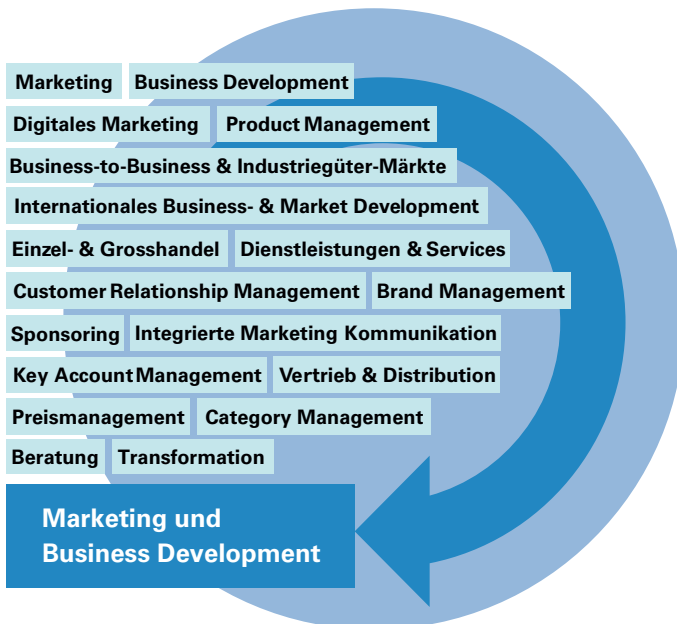 Marketing Business Development
Digitales Marketing Product Management
Business-to-Business & Industriegüter-Märkte
Internationales Business- & Market Development
Einzel- & Grosshandel Dienstleistungen & Services
Customer Relationship Management Brand Management
Sponsoring Integrierte Marketing Kommunikation
Key Account Management Vertrieb & Distribution
Preismanagement Category Management
Beratung Transformation
Marketing und
Business Development